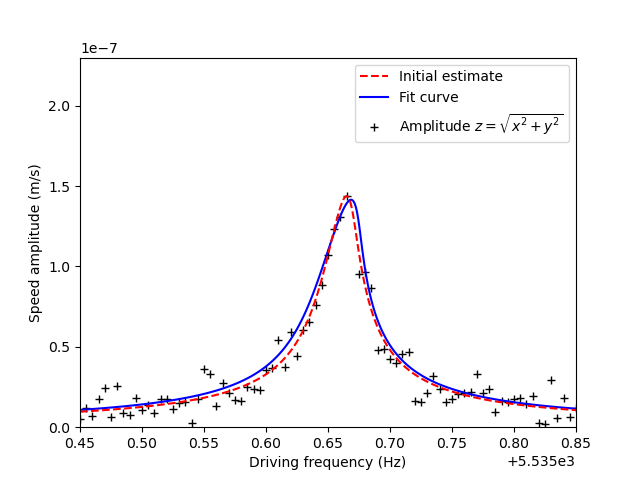 1e−7
2.0
1.5
1.0
0.5
0.0
Speed amplitude (m/s)
Initial estimate
Fit curve
Amplitude z = √x² + y²
0.45 0.50 0.55 0.60 0.65 0.70 0.75 0.80 0.85
Driving frequency (Hz)
+5.535e3